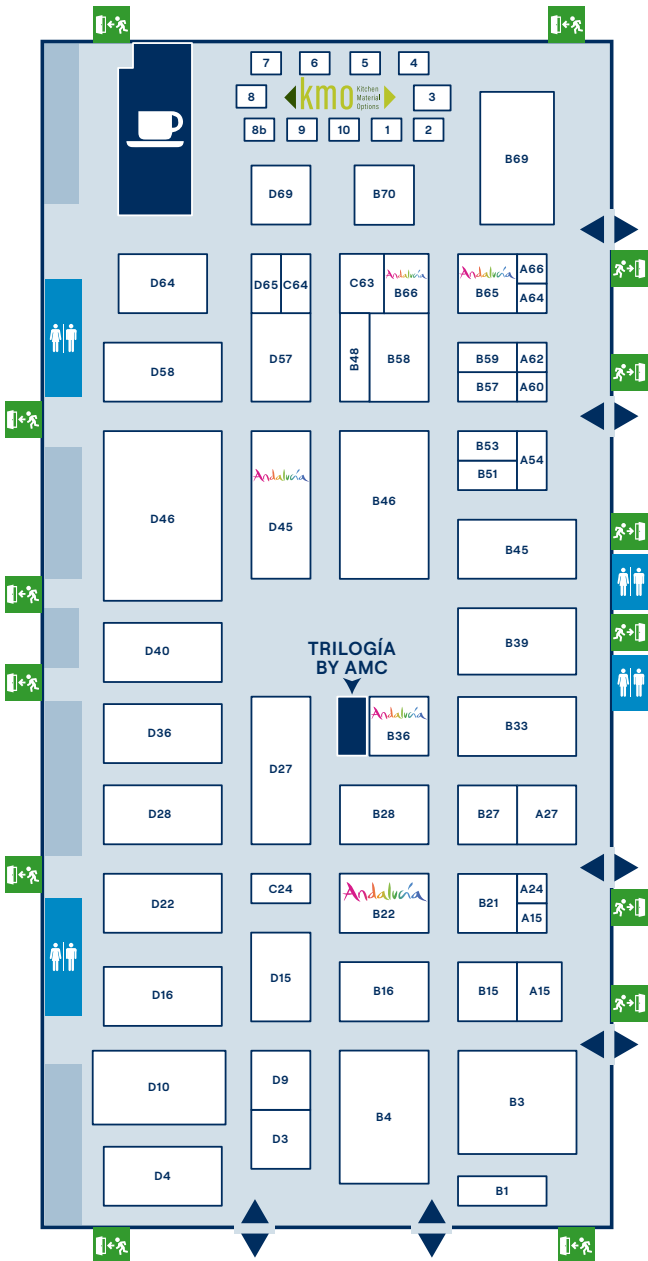 7
6
5
4
8
kmo
Kitchen
Material
Options
3
8b
9
10
1
2
B69
D69
B70
D64
D65
C64
C63
Andalucía
B66
Andalucía
B65
A66
A64
D58
D57
B48
B58
B59
A62
B57
A60
D46
Andalucía
D45
B46
B53
B51
A54
B45
D40
TRILOGÍA
BY AMC
B39
D36
D27
Andalucía
B36
B33
D28
B28
B27
A27
D22
C24
Andalucía
B22
B21
A24
A15
D16
D15
B16
B15
A15
D10
D9
D3
B4
B3
D4
B1